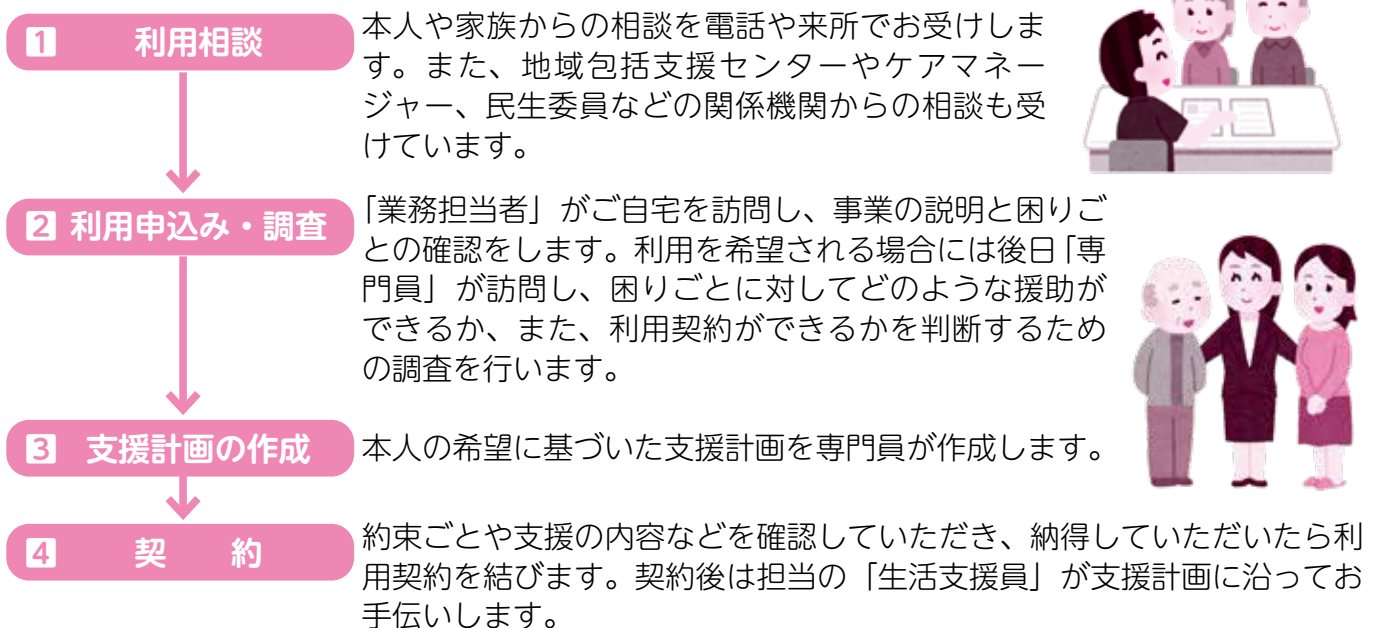 1 利用相談
本人や家族からの相談を電話や来所でお受けしま
す。また、地域包括支援センターやケアマネー
ジャー、民生委員などの関係機関からの相談も受
けています。
2 利用申込み・調査
「業務担当者」がご自宅を訪問し、事業の説明と困りご
との確認をします。利用を希望される場合には後日「専
門員」が訪問し、困りごとに対してどのような援助が
できるか、また、利用契約ができるかを判断するため
の調査を行います。
3 支援計画の作成
本人の希望に基づいた支援計画を専門員が作成します。
4 契 約
約束ごとや支援の内容などを確認していただき、納得していただいたら利
用契約を結びます。契約後は担当の「生活支援員」が支援計画に沿ってお
手伝いします。